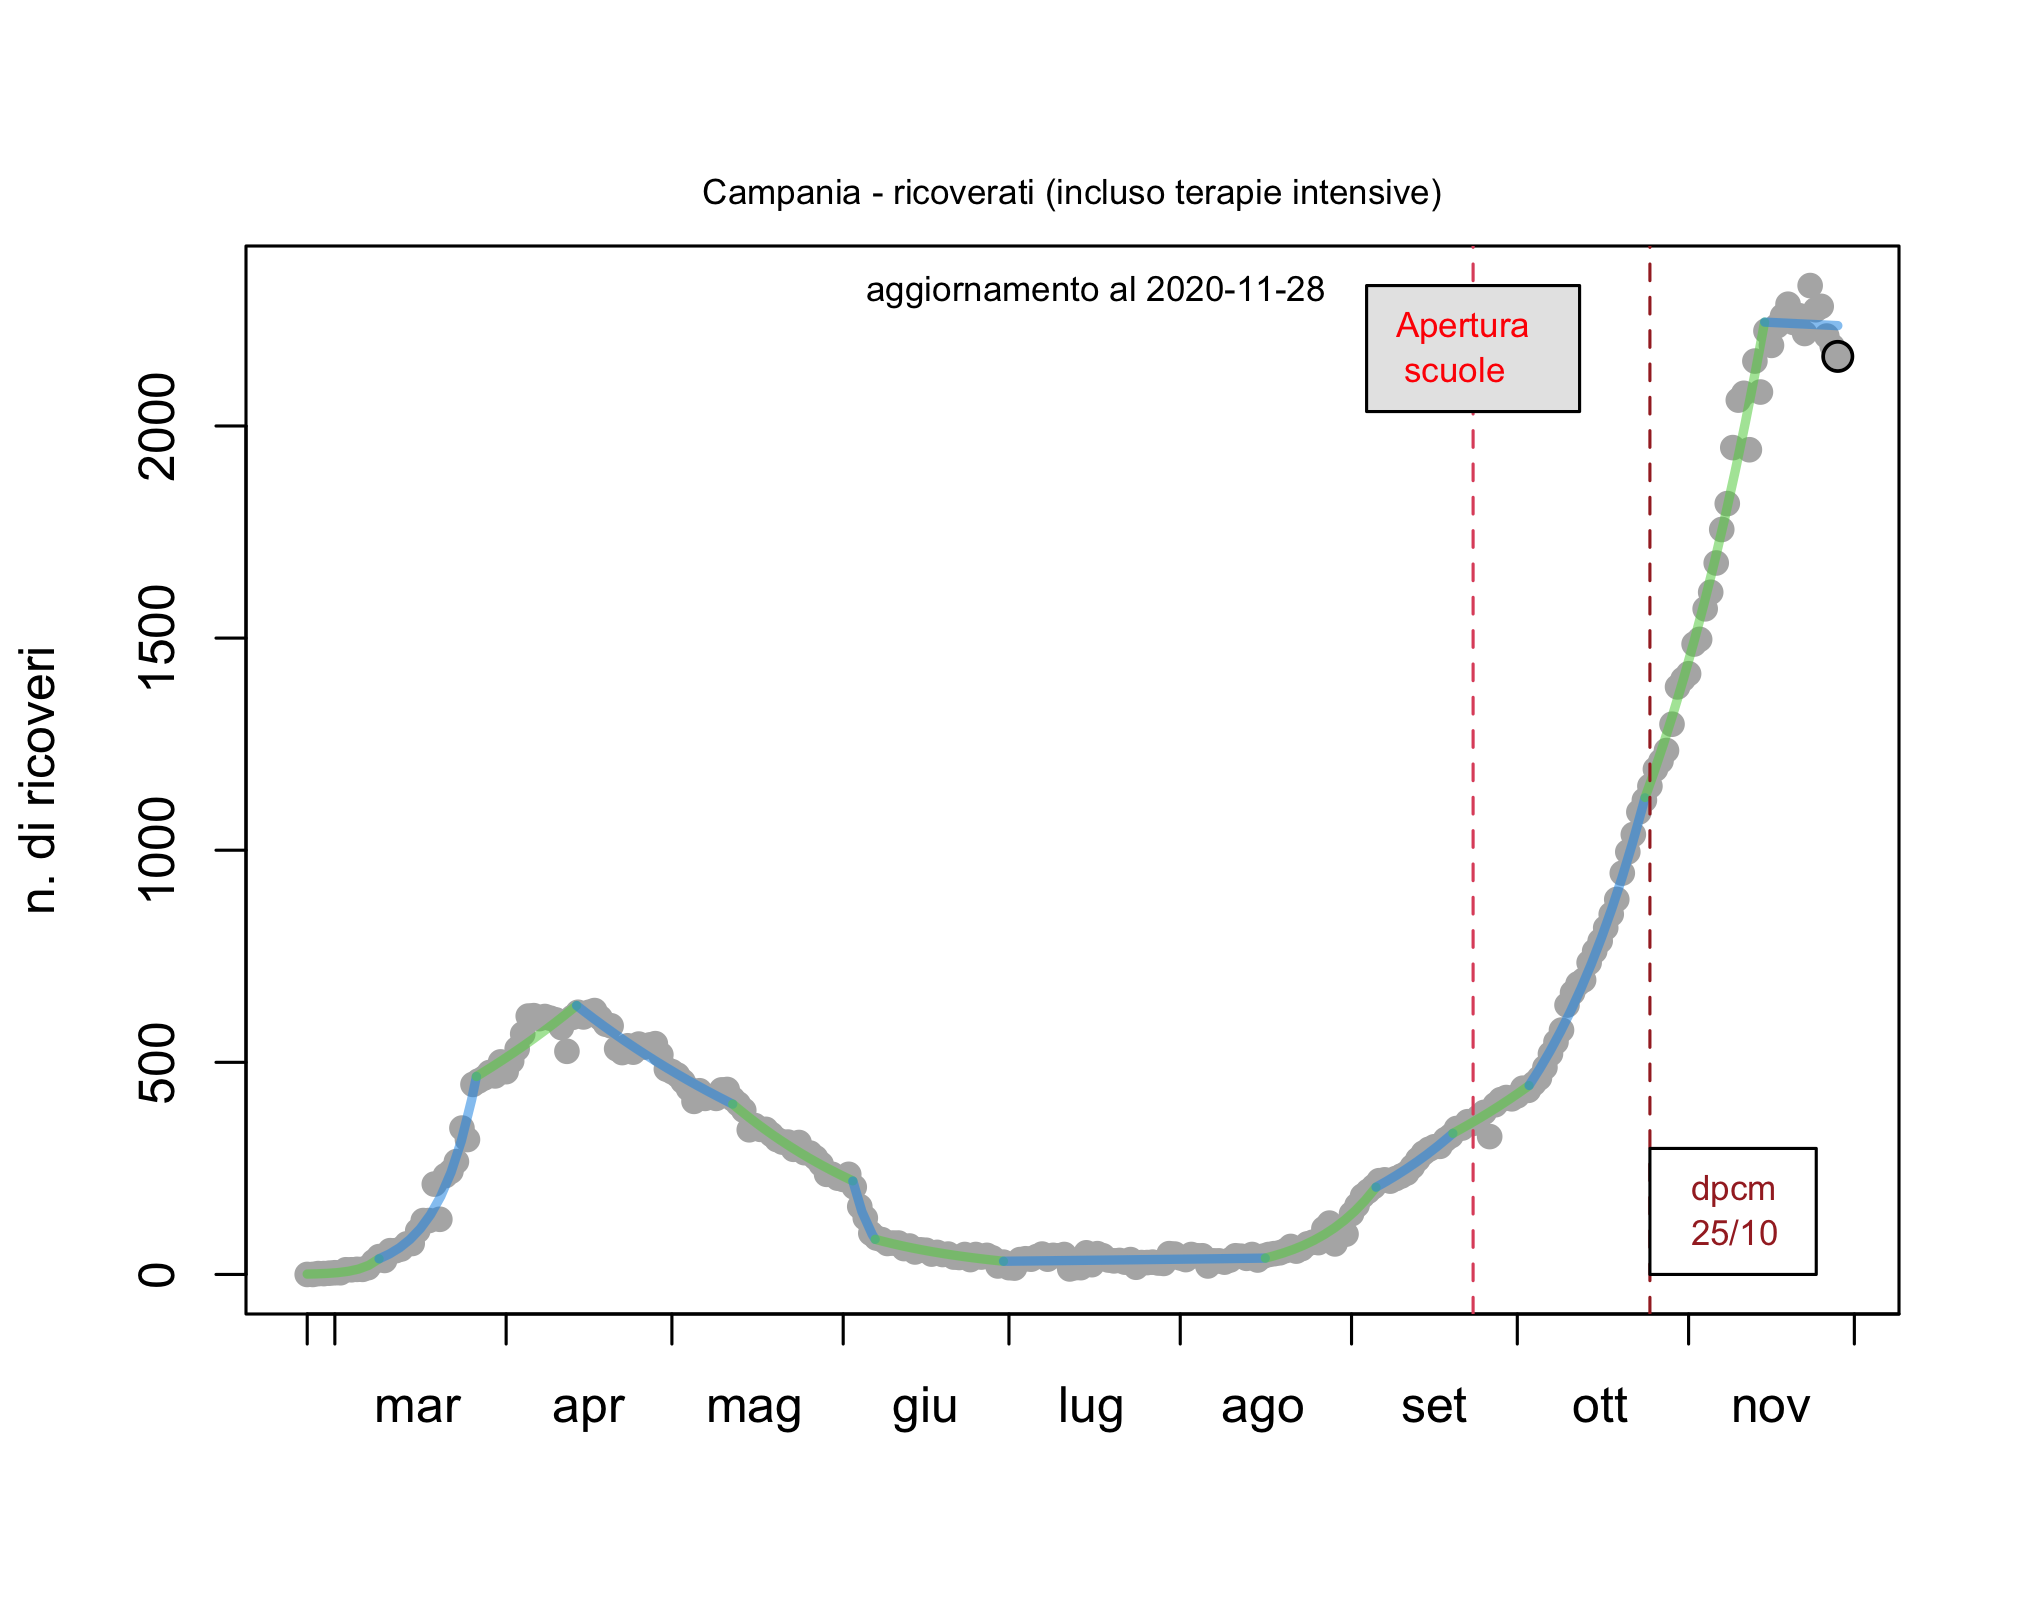 Campania - ricoverati (incluso terapie intensive)
aggiornamento al 2020-11-28
Apertura
scuole
n. di ricoveri
2000
1500
1000
500
0
dpcm
25/10
mar apr mag giu lug ago set ott nov